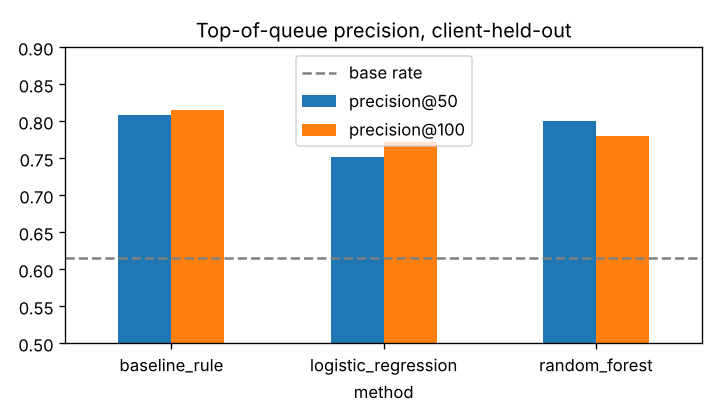 Top-of-queue precision, client-held-out
0.90
0.85
0.80
0.75
0.70
0.65
0.60
0.55
0.50
base rate
precision@50
precision@100
baseline_rule
logistic_regression
random_forest
method